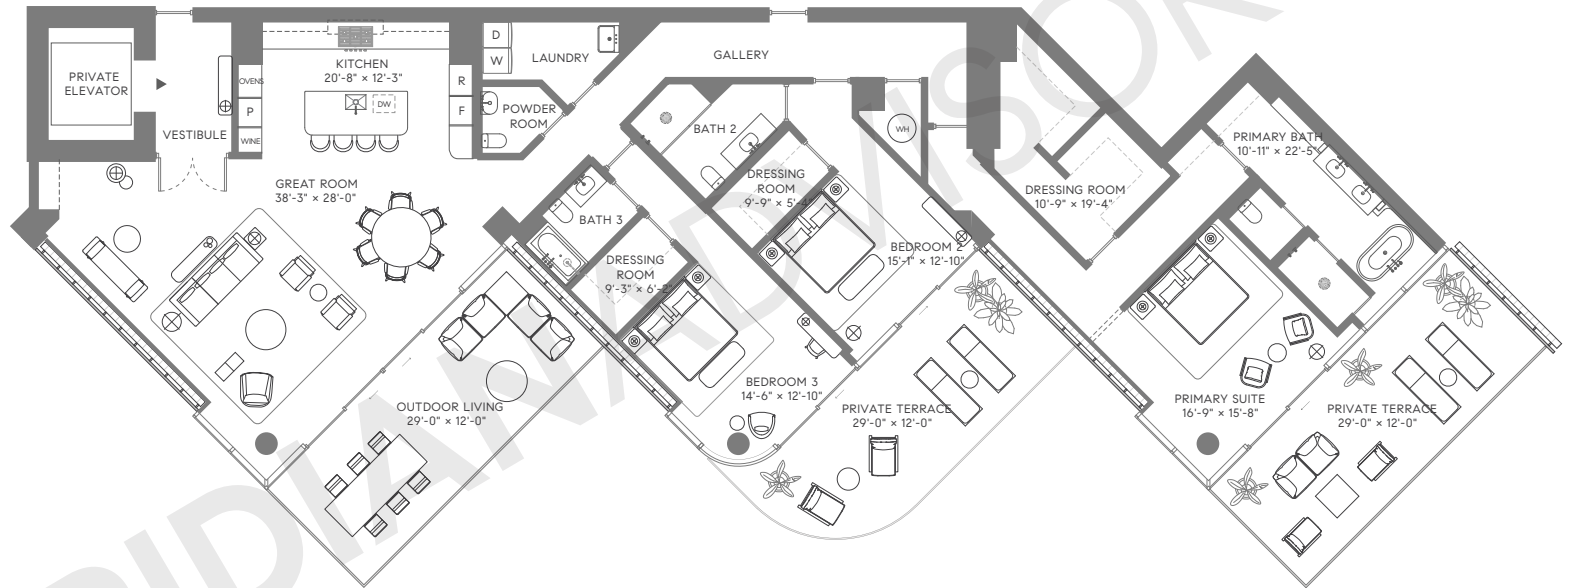 PRIVATE
ELEVATOR
VESTIBULE
OVENS
P
WINE
KITCHEN
20'-8" × 12'-3"
DW
R
F
D
W
LAUNDRY
POWDER
ROOM
GALLERY
GREAT ROOM
38'-3" × 28'-0"
BATH 2
WH
DRESSING
ROOM
9'-9" × 5'-4"
BATH 3
DRESSING
ROOM
9'-3" × 6'-2"
BEDROOM 2
15'-1" × 12'-10"
DRESSING ROOM
10'-9" × 19'-4"
PRIMARY BATH
10'-11" × 22'-5"
BEDROOM 3
14'-6" × 12'-10"
OUTDOOR LIVING
29'-0" × 12'-0"
PRIVATE TERRACE
29'-0" × 12'-0"
PRIMARY SUITE
16'-9" × 15'-8"
PRIVATE TERRACE
29'-0" × 12'-0"
RIDIANADVISOR